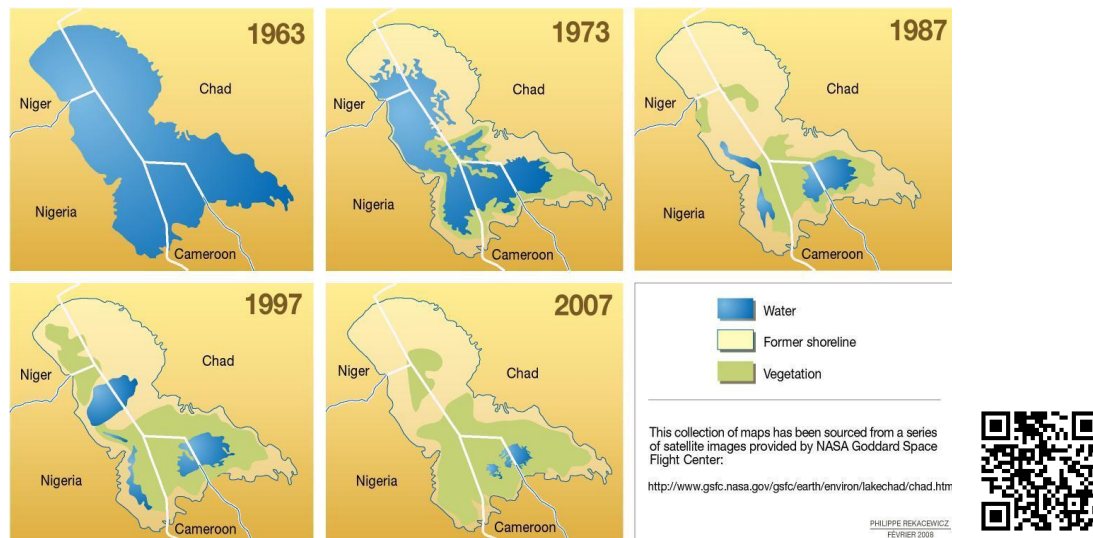 1963
Niger
Chad
Nigeria
Cameroon
1973
Niger
Chad
Nigeria
Cameroon
1987
Niger
Chad
Nigeria
Cameroon
1997
Niger
Chad
Nigeria
Cameroon
2007
Niger
Chad
Nigeria
Cameroon
Water
Former shoreline
Vegetation
This collection of maps has been sourced from a series
of satellite images provided by NASA Goddard Space
Flight Center:
http://www.gsfc.nasa.gov/gsfc/earth/environ/lakechad/chad.htm
PHILIPPE REKACEWICZ
FÉVRIER 2008